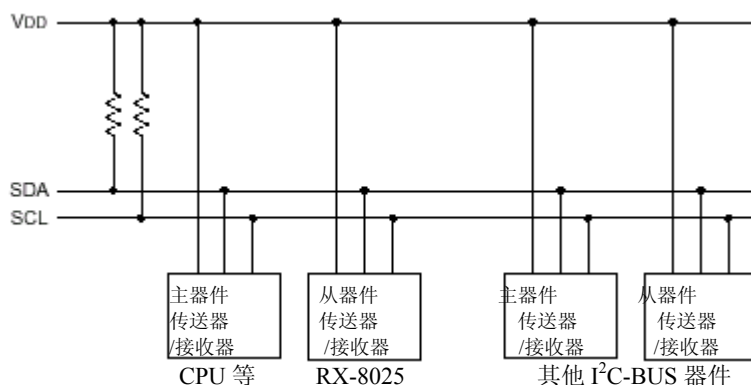 VDD
SDA
SCL
主器件
传送器
/接收器
从器件
传送器
/接收器
主器件
传送器
/接收器
从器件
传送器
/接收器
CPU 等
RX-8025
其他 I²C-BUS 器件